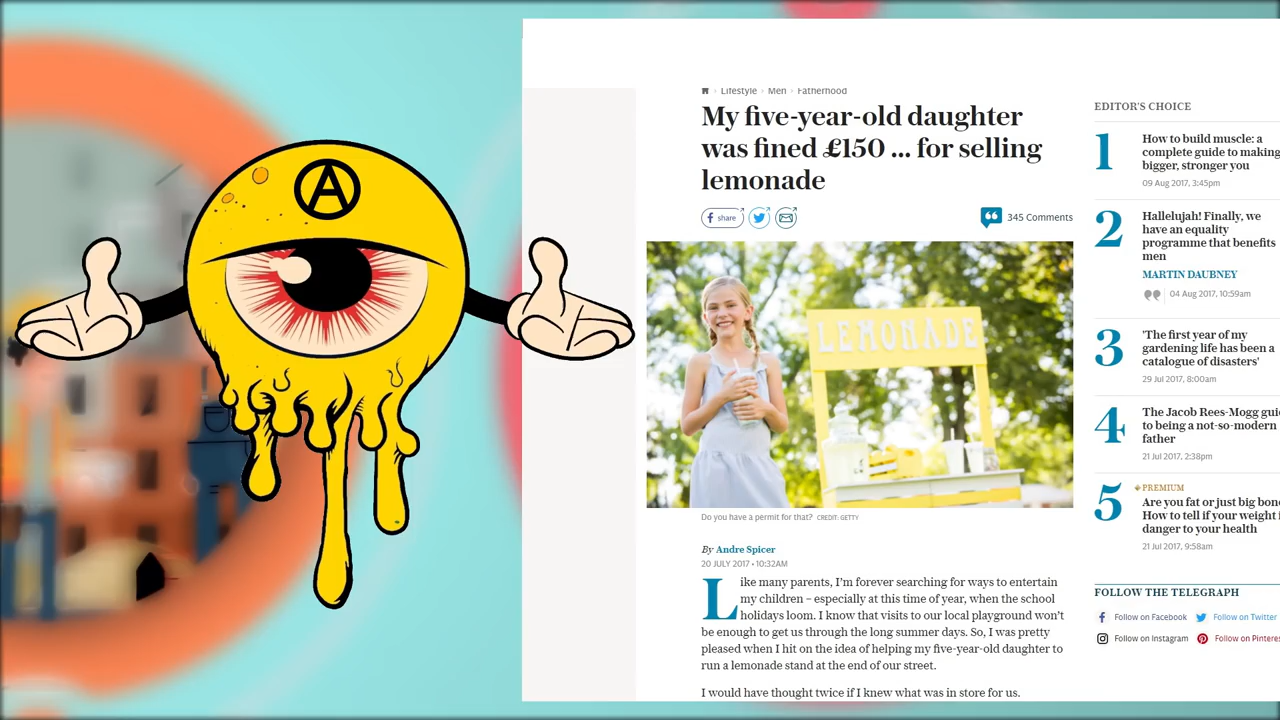 A
Lifestyle › Men › Fatherhood
My five-year-old daughter
was fined £150 ... for selling
lemonade
share
345 Comments
LEMONADE
Do you have a permit for that? CREDIT: GETTY
By Andre Spicer
20 JULY 2017 • 10:32AM
Like many parents, I'm forever searching for ways to entertain
my children – especially at this time of year, when the school
holidays loom. I know that visits to our local playground won't
be enough to get us through the long summer days. So, I was pretty
pleased when I hit on the idea of helping my five-year-old daughter to
run a lemonade stand at the end of our street.
I would have thought twice if I knew what was in store for us.
EDITOR'S CHOICE
1
How to build muscle: a
complete guide to making
bigger, stronger you
09 Aug 2017, 3:45pm
2
Hallelujah! Finally, we
have an equality
programme that benefits
men
MARTIN DAUBNEY
04 Aug 2017, 10:59am
3
'The first year of my
gardening life has been a
catalogue of disasters'
29 Jul 2017, 8:00am
4
The Jacob Rees-Mogg gui
to being a not-so-modern
father
21 Jul 2017, 2:38pm
5
PREMIUM
Are you fat or just big bon
How to tell if your weight i
danger to your health
21 Jul 2017, 9:58am
FOLLOW THE TELEGRAPH
Follow on Facebook
Follow on Twitter
Follow on Instagram
Follow on Pinteres